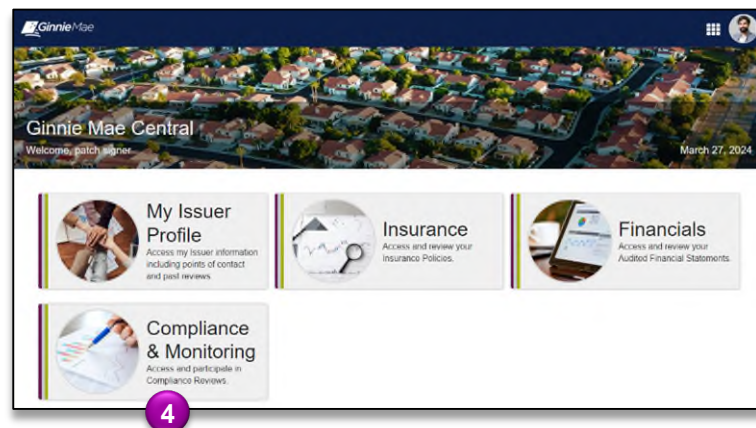 GinnieMae
Ginnie Mae Central
Welcome, patch signer
March 27, 2024
My Issuer
Profile
Access my Issuer information
including points of contact
and past reviews.
Insurance
Access and review your
Insurance Policies.
Financials
Access and review your
Audited Financial Statements.
Compliance
& Monitoring
Access and participate in
Compliance Reviews.
4